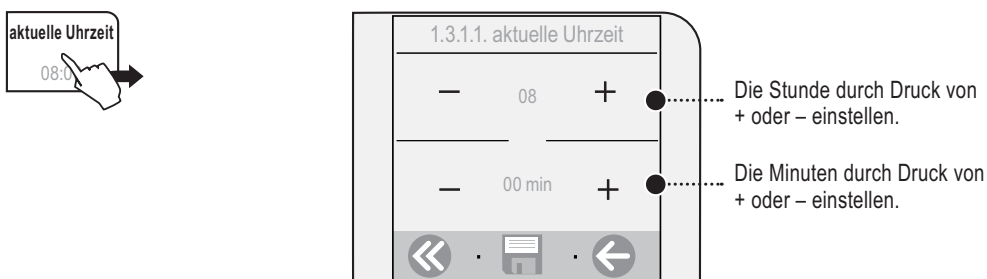 aktuelle Uhrzeit
08:0
1.3.1.1. aktuelle Uhrzeit
– 08 +
Die Stunde durch Druck von
+ oder – einstellen.
– 00 min +
Die Minuten durch Druck von
+ oder – einstellen.